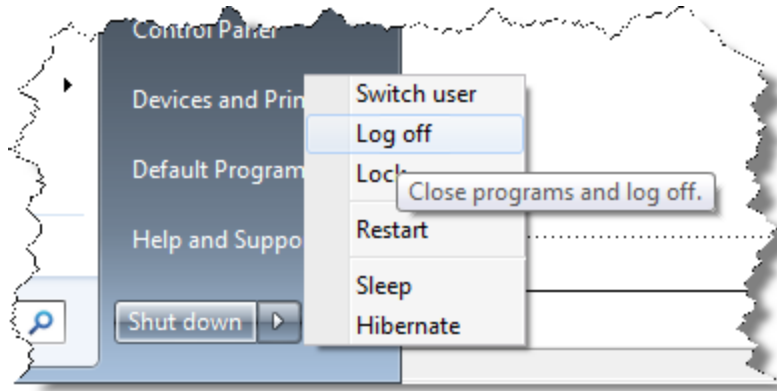 Control Panel
Devices and Prin
Default Program
Help and Suppo
Shut down
Switch user
Log off
Lock
Close programs and log off.
Restart
Sleep
Hibernate